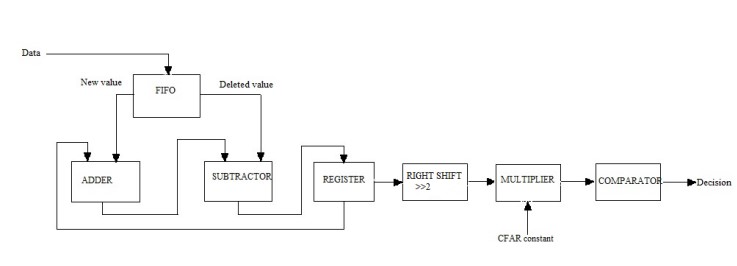 Data
New value
FIFO
Deleted value
ADDER
SUBTRACTOR
REGISTER
RIGHT SHIFT
>>2
MULTIPLIER
COMPARATOR
Decision
CFAR constant